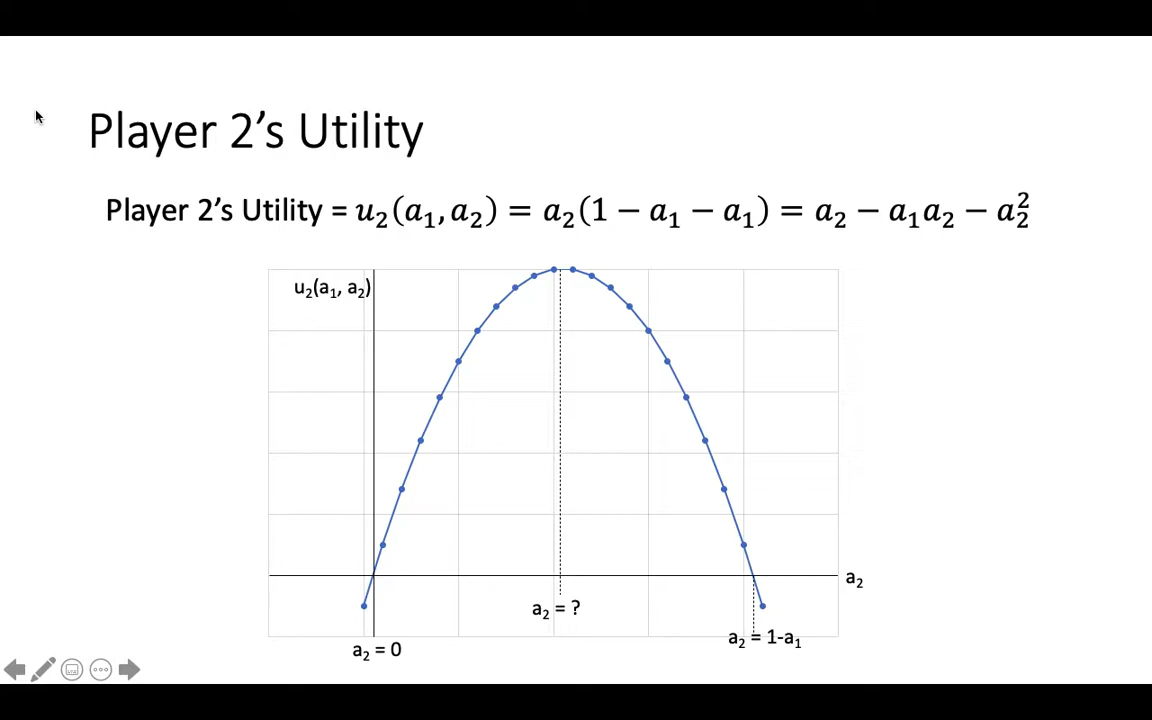 Player 2’s Utility
Player 2’s Utility = 𝑢₂(𝑎₁, 𝑎₂) = 𝑎₂(1 − 𝑎₁ − 𝑎₁) = 𝑎₂ − 𝑎₁𝑎₂ − 𝑎₂²
u₂(a₁, a₂)
a₂
a₂ = ?
a₂ = 1-a₁
a₂ = 0